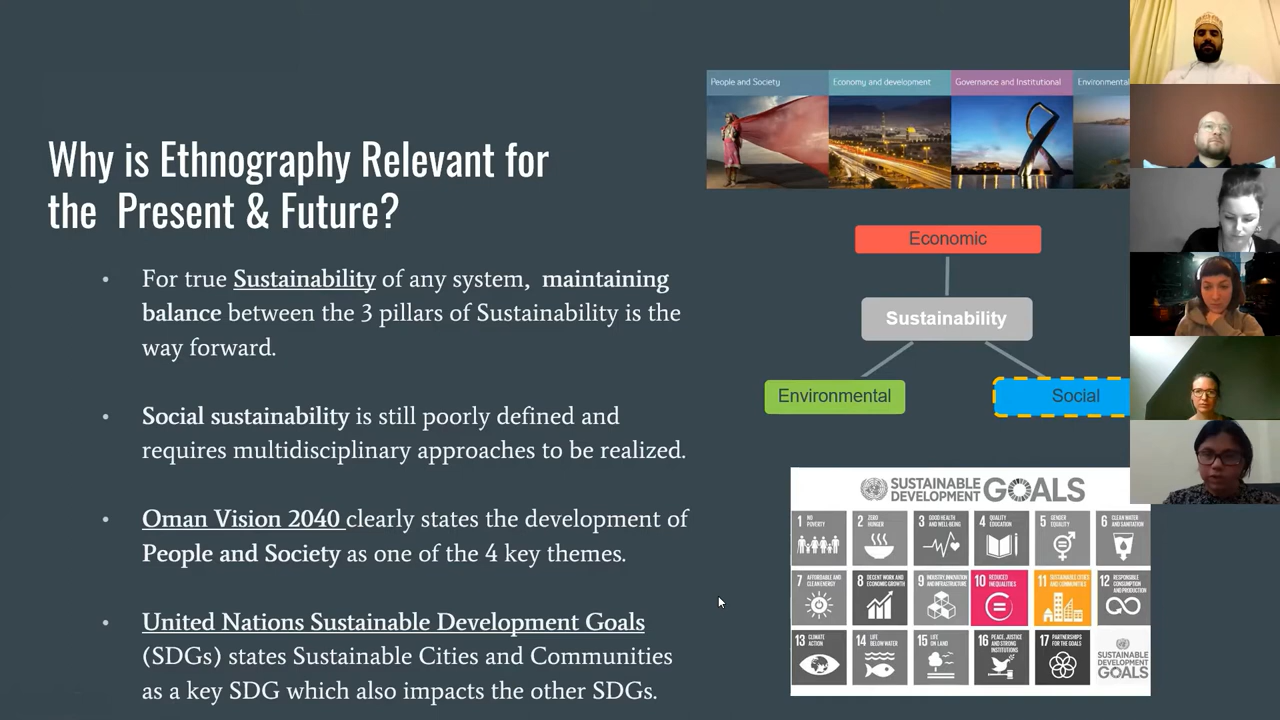 Why is Ethnography Relevant for
the Present & Future?
• For true Sustainability of any system, maintaining
balance between the 3 pillars of Sustainability is the
way forward.
• Social sustainability is still poorly defined and
requires multidisciplinary approaches to be realized.
• Oman Vision 2040 clearly states the development of
People and Society as one of the 4 key themes.
• United Nations Sustainable Development Goals
(SDGs) states Sustainable Cities and Communities
as a key SDG which also impacts the other SDGs.
People and Society
Economy and development
Governance and Institutional
Environmental
Economic
Sustainability
Environmental
Social
SUSTAINABLE
DEVELOPMENT
GOALS
1 NO
POVERTY
2 ZERO
HUNGER
3 GOOD HEALTH
AND WELL-BEING
4 QUALITY
EDUCATION
5 GENDER
EQUALITY
6 CLEAN WATER
AND SANITATION
7 AFFORDABLE AND
CLEAN ENERGY
8 DECENT WORK AND
ECONOMIC GROWTH
9 INDUSTRY, INNOVATION
AND INFRASTRUCTURE
10 REDUCED
INEQUALITIES
11 SUSTAINABLE CITIES
AND COMMUNITIES
12 RESPONSIBLE
CONSUMPTION
AND PRODUCTION
13 CLIMATE
ACTION
14 LIFE
BELOW WATER
15 LIFE
ON LAND
16 PEACE, JUSTICE
AND STRONG
INSTITUTIONS
17 PARTNERSHIPS
FOR THE GOALS
SUSTAINABLE
DEVELOPMENT
GOALS